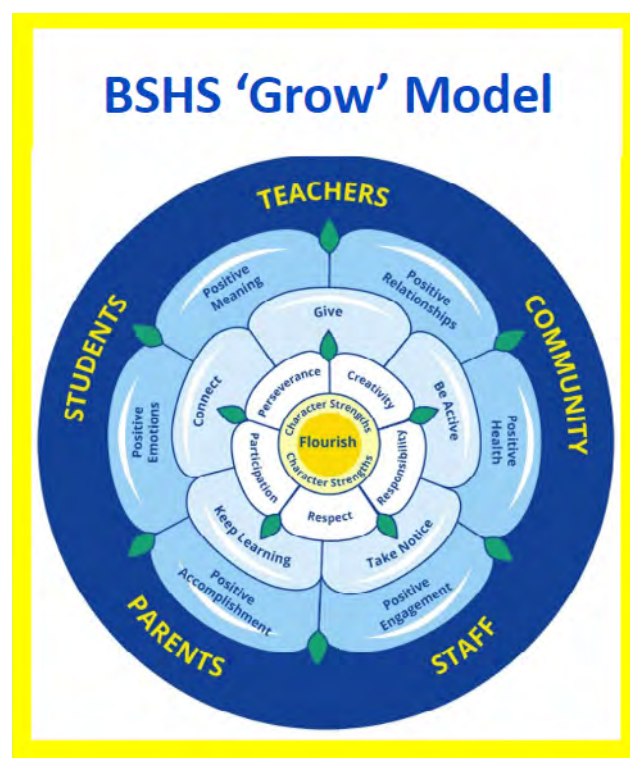 BSHS ‘Grow’ Model
TEACHERS
COMMUNITY
STAFF
PARENTS
STUDENTS
Positive
Meaning
Positive
Relationships
Positive
Health
Positive
Engagement
Positive
Accomplishment
Positive
Emotions
Give
Be Active
Take Notice
Keep Learning
Connect
Perseverance
Creativity
Responsibility
Respect
Participation
Character Strengths
Flourish
Character Strengths